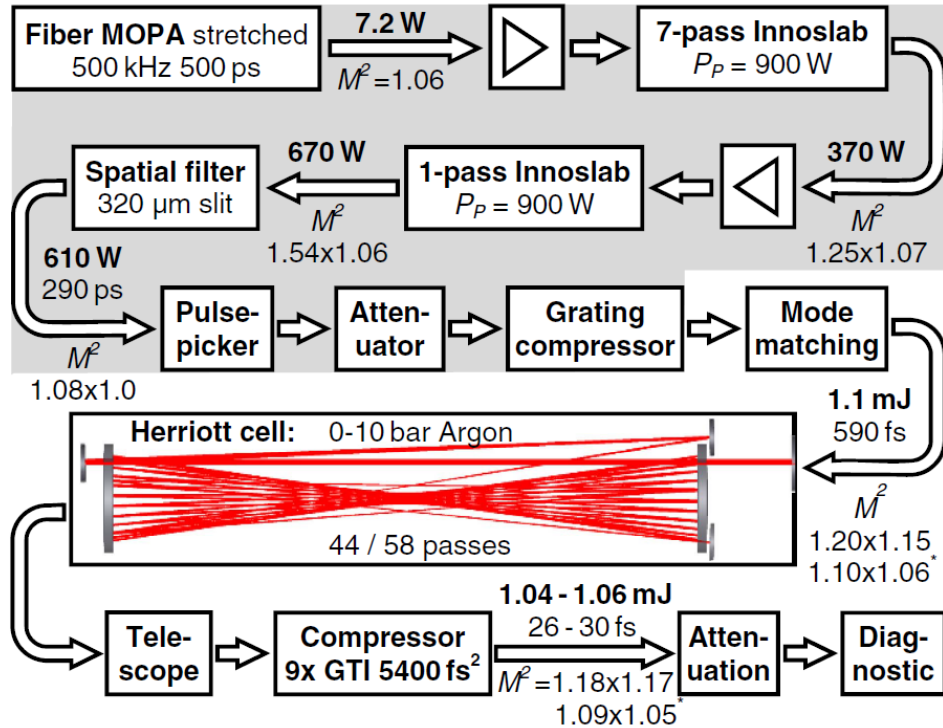 Fiber MOPA stretched
500 kHz 500 ps
7.2 W
M²=1.06
7-pass Innoslab
P_P = 900 W
370 W
M²
1.25x1.07
1-pass Innoslab
P_P = 900 W
670 W
M²
1.54x1.06
Spatial filter
320 µm slit
610 W
290 ps
M²
1.08x1.0
Pulse-
picker
Atten-
uator
Grating
compressor
Mode
matching
1.1 mJ
590 fs
M²
1.20x1.15
1.10x1.06*
Herriott cell: 0-10 bar Argon
44 / 58 passes
Tele-
scope
Compressor
9x GTI 5400 fs²
1.04 - 1.06 mJ
26 - 30 fs
M²=1.18x1.17
1.09x1.05*
Atten-
uation
Diag-
nostic